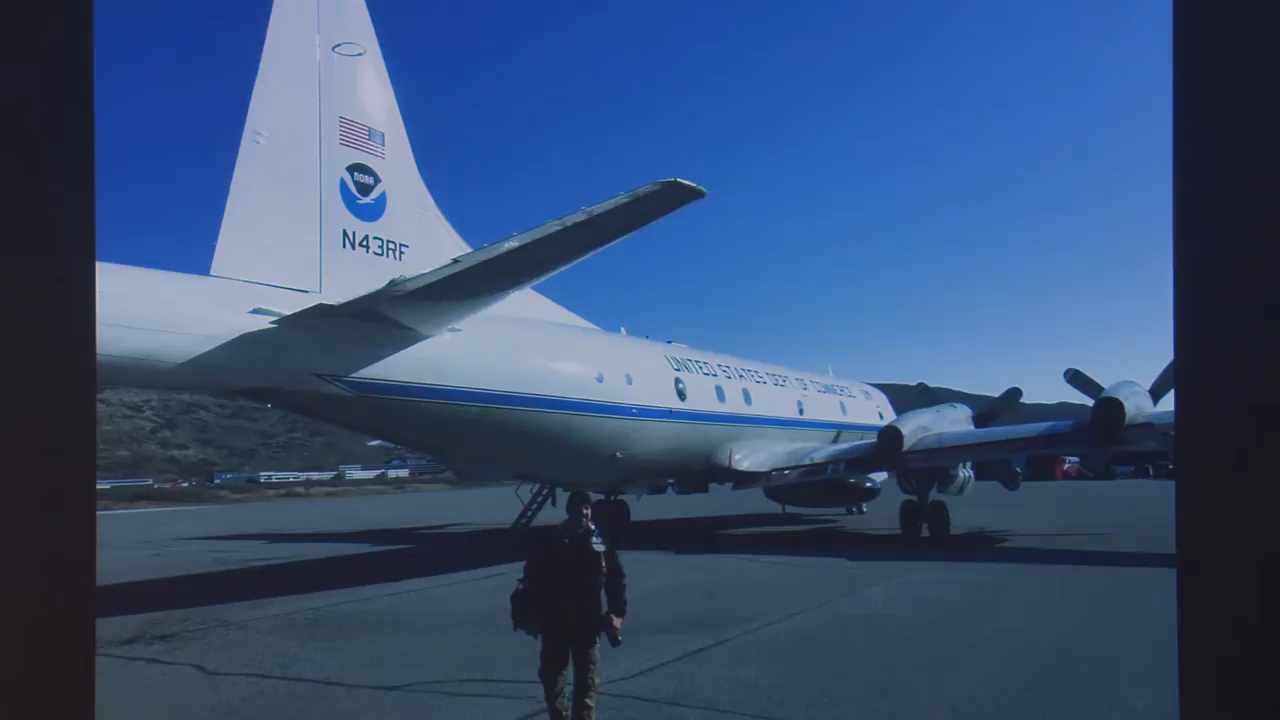 NOAA
N43RF
UNITED STATES DEPT. OF COMMERCE